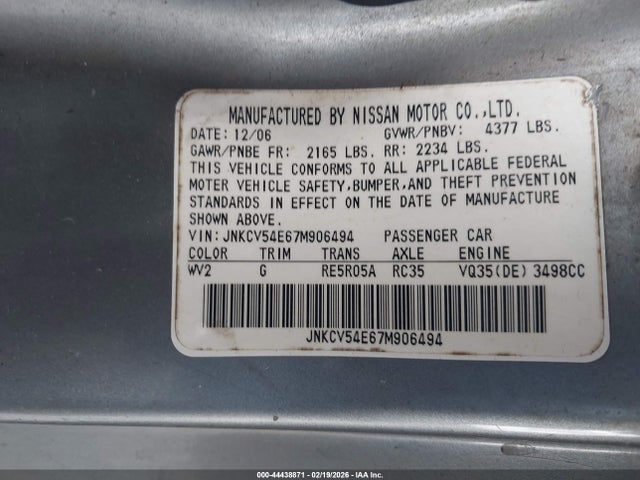 MANUFACTURED BY NISSAN MOTOR CO.,LTD.
DATE: 12/06 GVWR/PNBV: 4377 LBS.
GAWR/PNBE FR: 2165 LBS. RR: 2234 LBS.
THIS VEHICLE CONFORMS TO ALL APPLICABLE FEDERAL
MOTOR VEHICLE SAFETY,BUMPER,AND THEFT PREVENTION
STANDARDS IN EFFECT ON THE DATE OF MANUFACTURE
SHOWN ABOVE.
VIN: JNKCV54E67M906494 PASSENGER CAR
COLOR TRIM TRANS AXLE ENGINE
WV2 G RE5R05A RC35 VQ35(DE) 3498CC
JNKCV54E67M906494
000-44438871 - 02/19/2026 - IAA Inc.